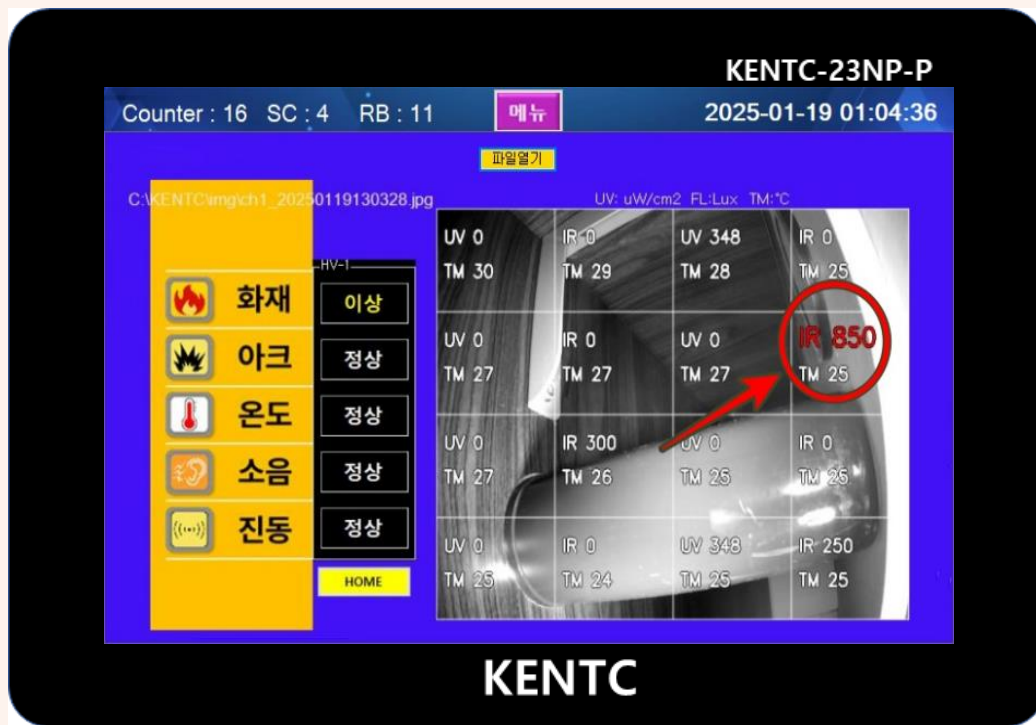 KENTC-23NP-P
Counter : 16 SC : 4 RB : 11 메뉴 2025-01-19 01:04:36
파일열기
C:\KENTC\img\ch1_20250119130328.jpg UV: uW/cm2 FL:Lux TM:℃
HV-1
화재 이상
아크 정상
온도 정상
소음 정상
진동 정상
HOME
UV 0 IR 0 UV 348 IR 0
TM 30 TM 29 TM 28 TM 25
UV 0 IR 0 UV 0 IR 850
TM 27 TM 27 TM 27 TM 25
UV 0 IR 300 UV 0 IR 0
TM 27 TM 26 TM 25 TM 25
UV 0 IR 0 UV 348 IR 250
TM 25 TM 24 TM 25 TM 25
KENTC